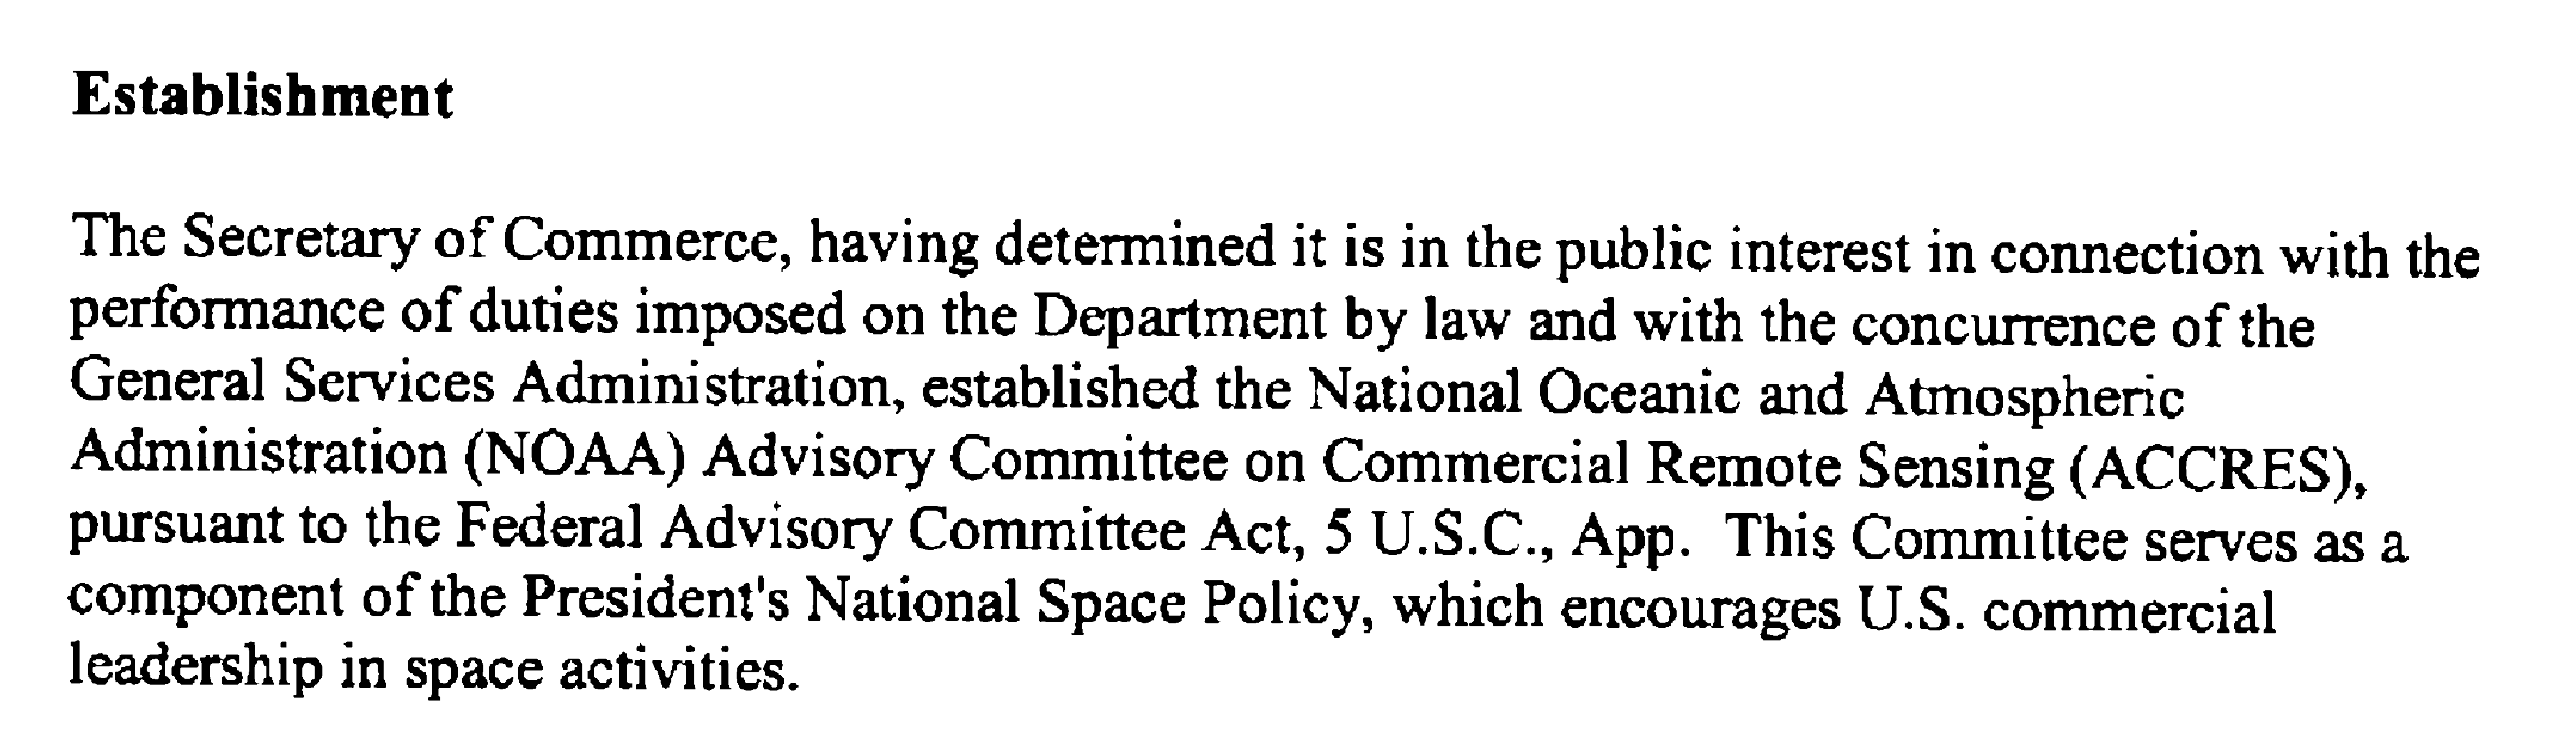 Establishment
The Secretary of Commerce, having determined it is in the public interest in connection with the
performance of duties imposed on the Department by law and with the concurrence of the
General Services Administration, established the National Oceanic and Atmospheric
Administration (NOAA) Advisory Committee on Commercial Remote Sensing (ACCRES),
pursuant to the Federal Advisory Committee Act, 5 U.S.C., App.  This Committee serves as a
component of the President's National Space Policy, which encourages U.S. commercial
leadership in space activities.